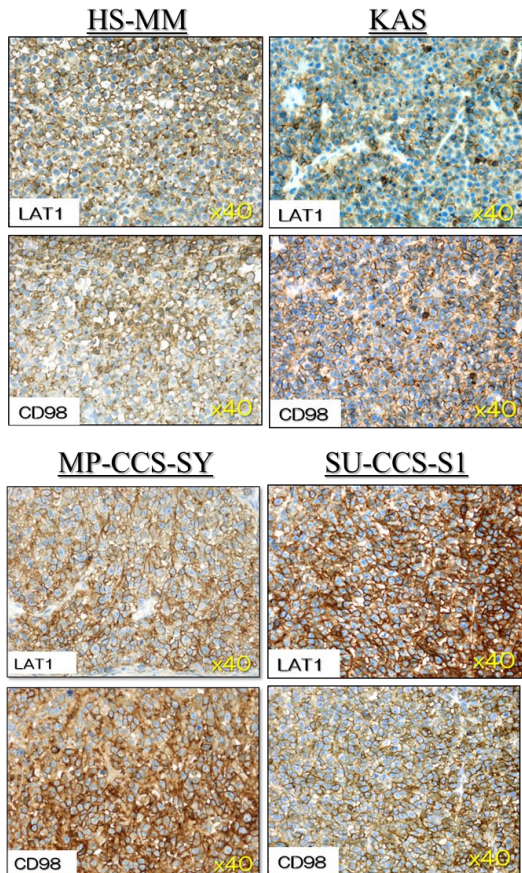 HS-MM KAS
LAT1 x40 LAT1 x40
CD98 x40 CD98 x40
MP-CCS-SY SU-CCS-S1
LAT1 x40 LAT1 x40
CD98 x40 CD98 x40